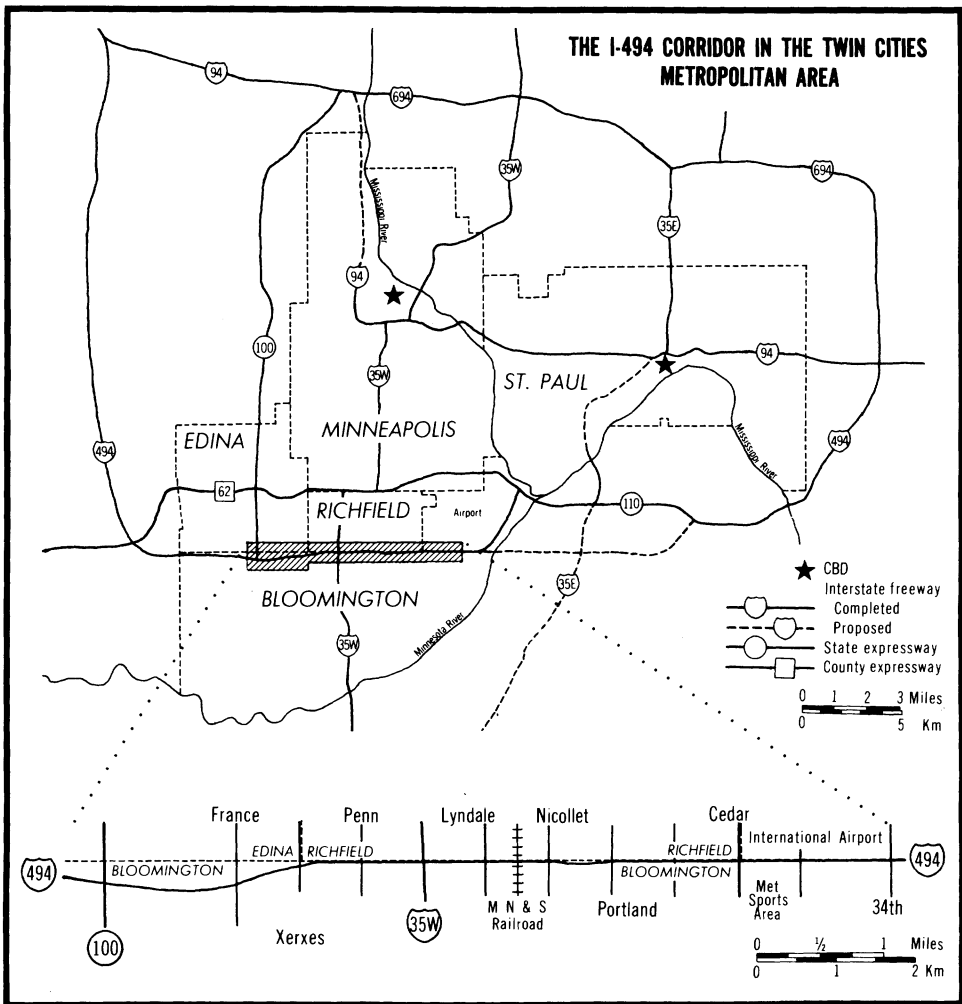 THE I-494 CORRIDOR IN THE TWIN CITIES
METROPOLITAN AREA
94
694
35W
694
Mississippi River
35E
94
100
35W
94
ST. PAUL
EDINA
MINNEAPOLIS
494
494
Mississippi River
62
RICHFIELD
Airport
110
BLOOMINGTON
35E
35W
Minnesota River
CBD
Interstate freeway
Completed
Proposed
State expressway
County expressway
0 1 2 3 Miles
0 5 Km
France
Penn
Lyndale
Nicollet
Cedar
EDINA
RICHFIELD
RICHFIELD
International Airport
494
BLOOMINGTON
BLOOMINGTON
494
100
Xerxes
35W
M N & S
Railroad
Portland
Met
Sports
Area
34th
0 ½ 1 Miles
0 1 2 Km